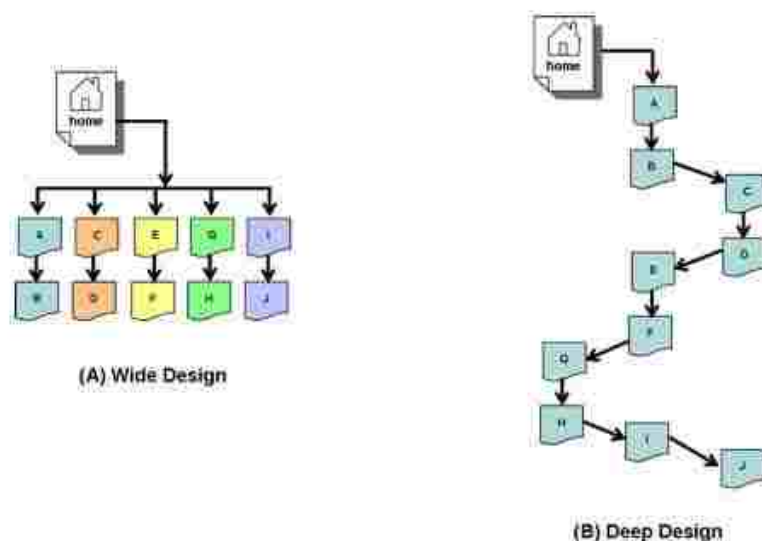 home
A C E G I
B D F H J
(A) Wide Design
home
A
B
C
D
E
F
G
H
I
J
(B) Deep Design